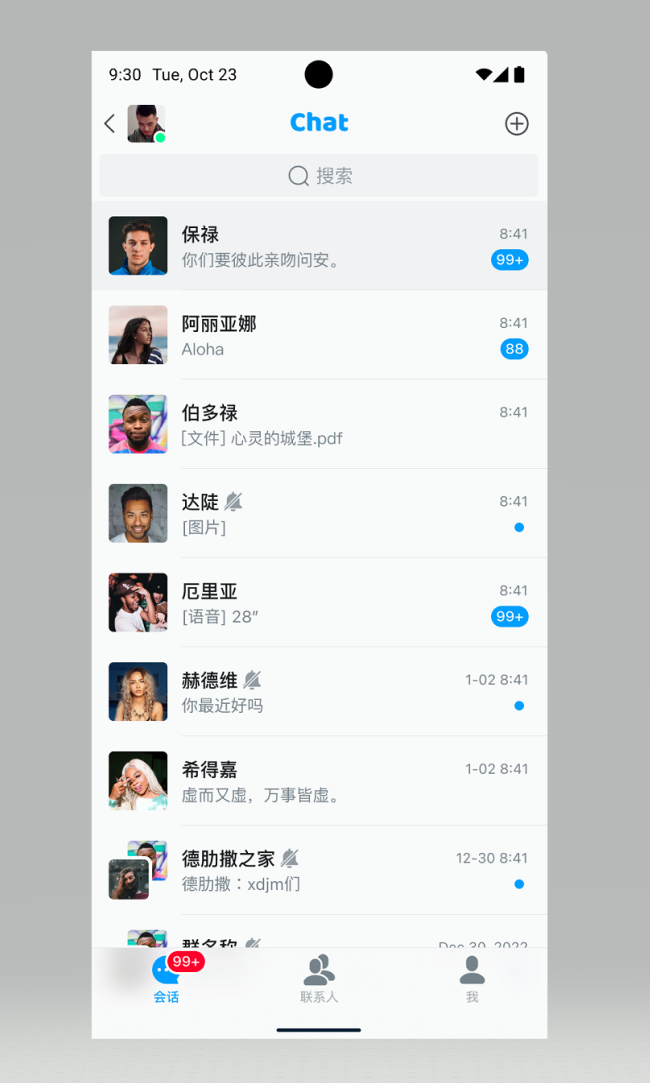 9:30 Tue, Oct 23
Chat
搜索
保禄 8:41
你们要彼此亲吻问安。 99+
阿丽亚娜 8:41
Aloha 88
伯多禄 8:41
[文件] 心灵的城堡.pdf
达陡 8:41
[图片]
厄里亚 8:41
[语音] 28" 99+
赫德维 1-02 8:41
你最近好吗
希得嘉 1-02 8:41
虚而又虚，万事皆虚。
德肋撒之家 12-30 8:41
德肋撒：xdjm们
群名称 Dec 30, 2022
99+
会话 联系人 我